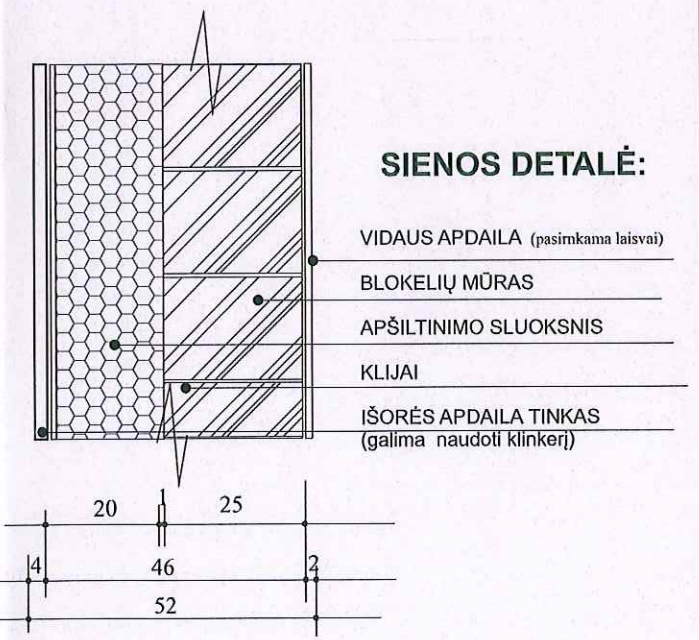 SIENOS DETALĖ:
VIDAUS APDAILA (pasirnkama laisvai)
BLOKELIŲ MŪRAS
APŠILTINIMO SLUOKSNIS
KLIJAI
IŠORĖS APDAILA TINKAS
(galima naudoti klinkerį)
20 1 25
4 46 2
52